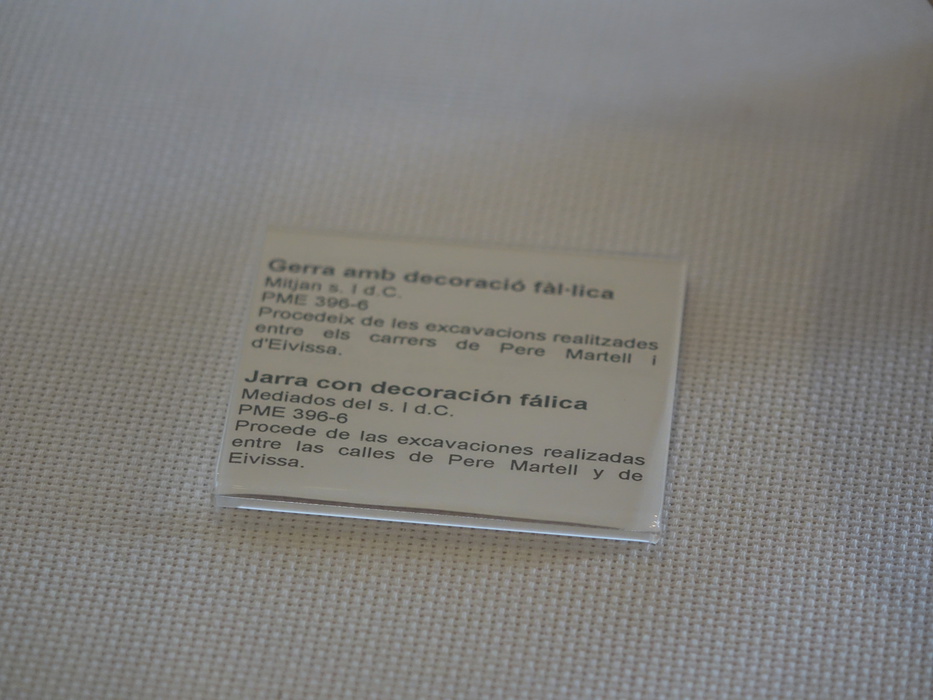 Gerra amb decoració fàl·lica
Mitjan s. I d.C.
PME 396-6
Procedeix de les excavacions realitzades
entre els carrers de Pere Martell i
d'Eivissa.
Jarra con decoración fálica
Mediados del s. I d.C.
PME 396-6
Procede de las excavaciones realizadas
entre las calles de Pere Martell y de
Eivissa.